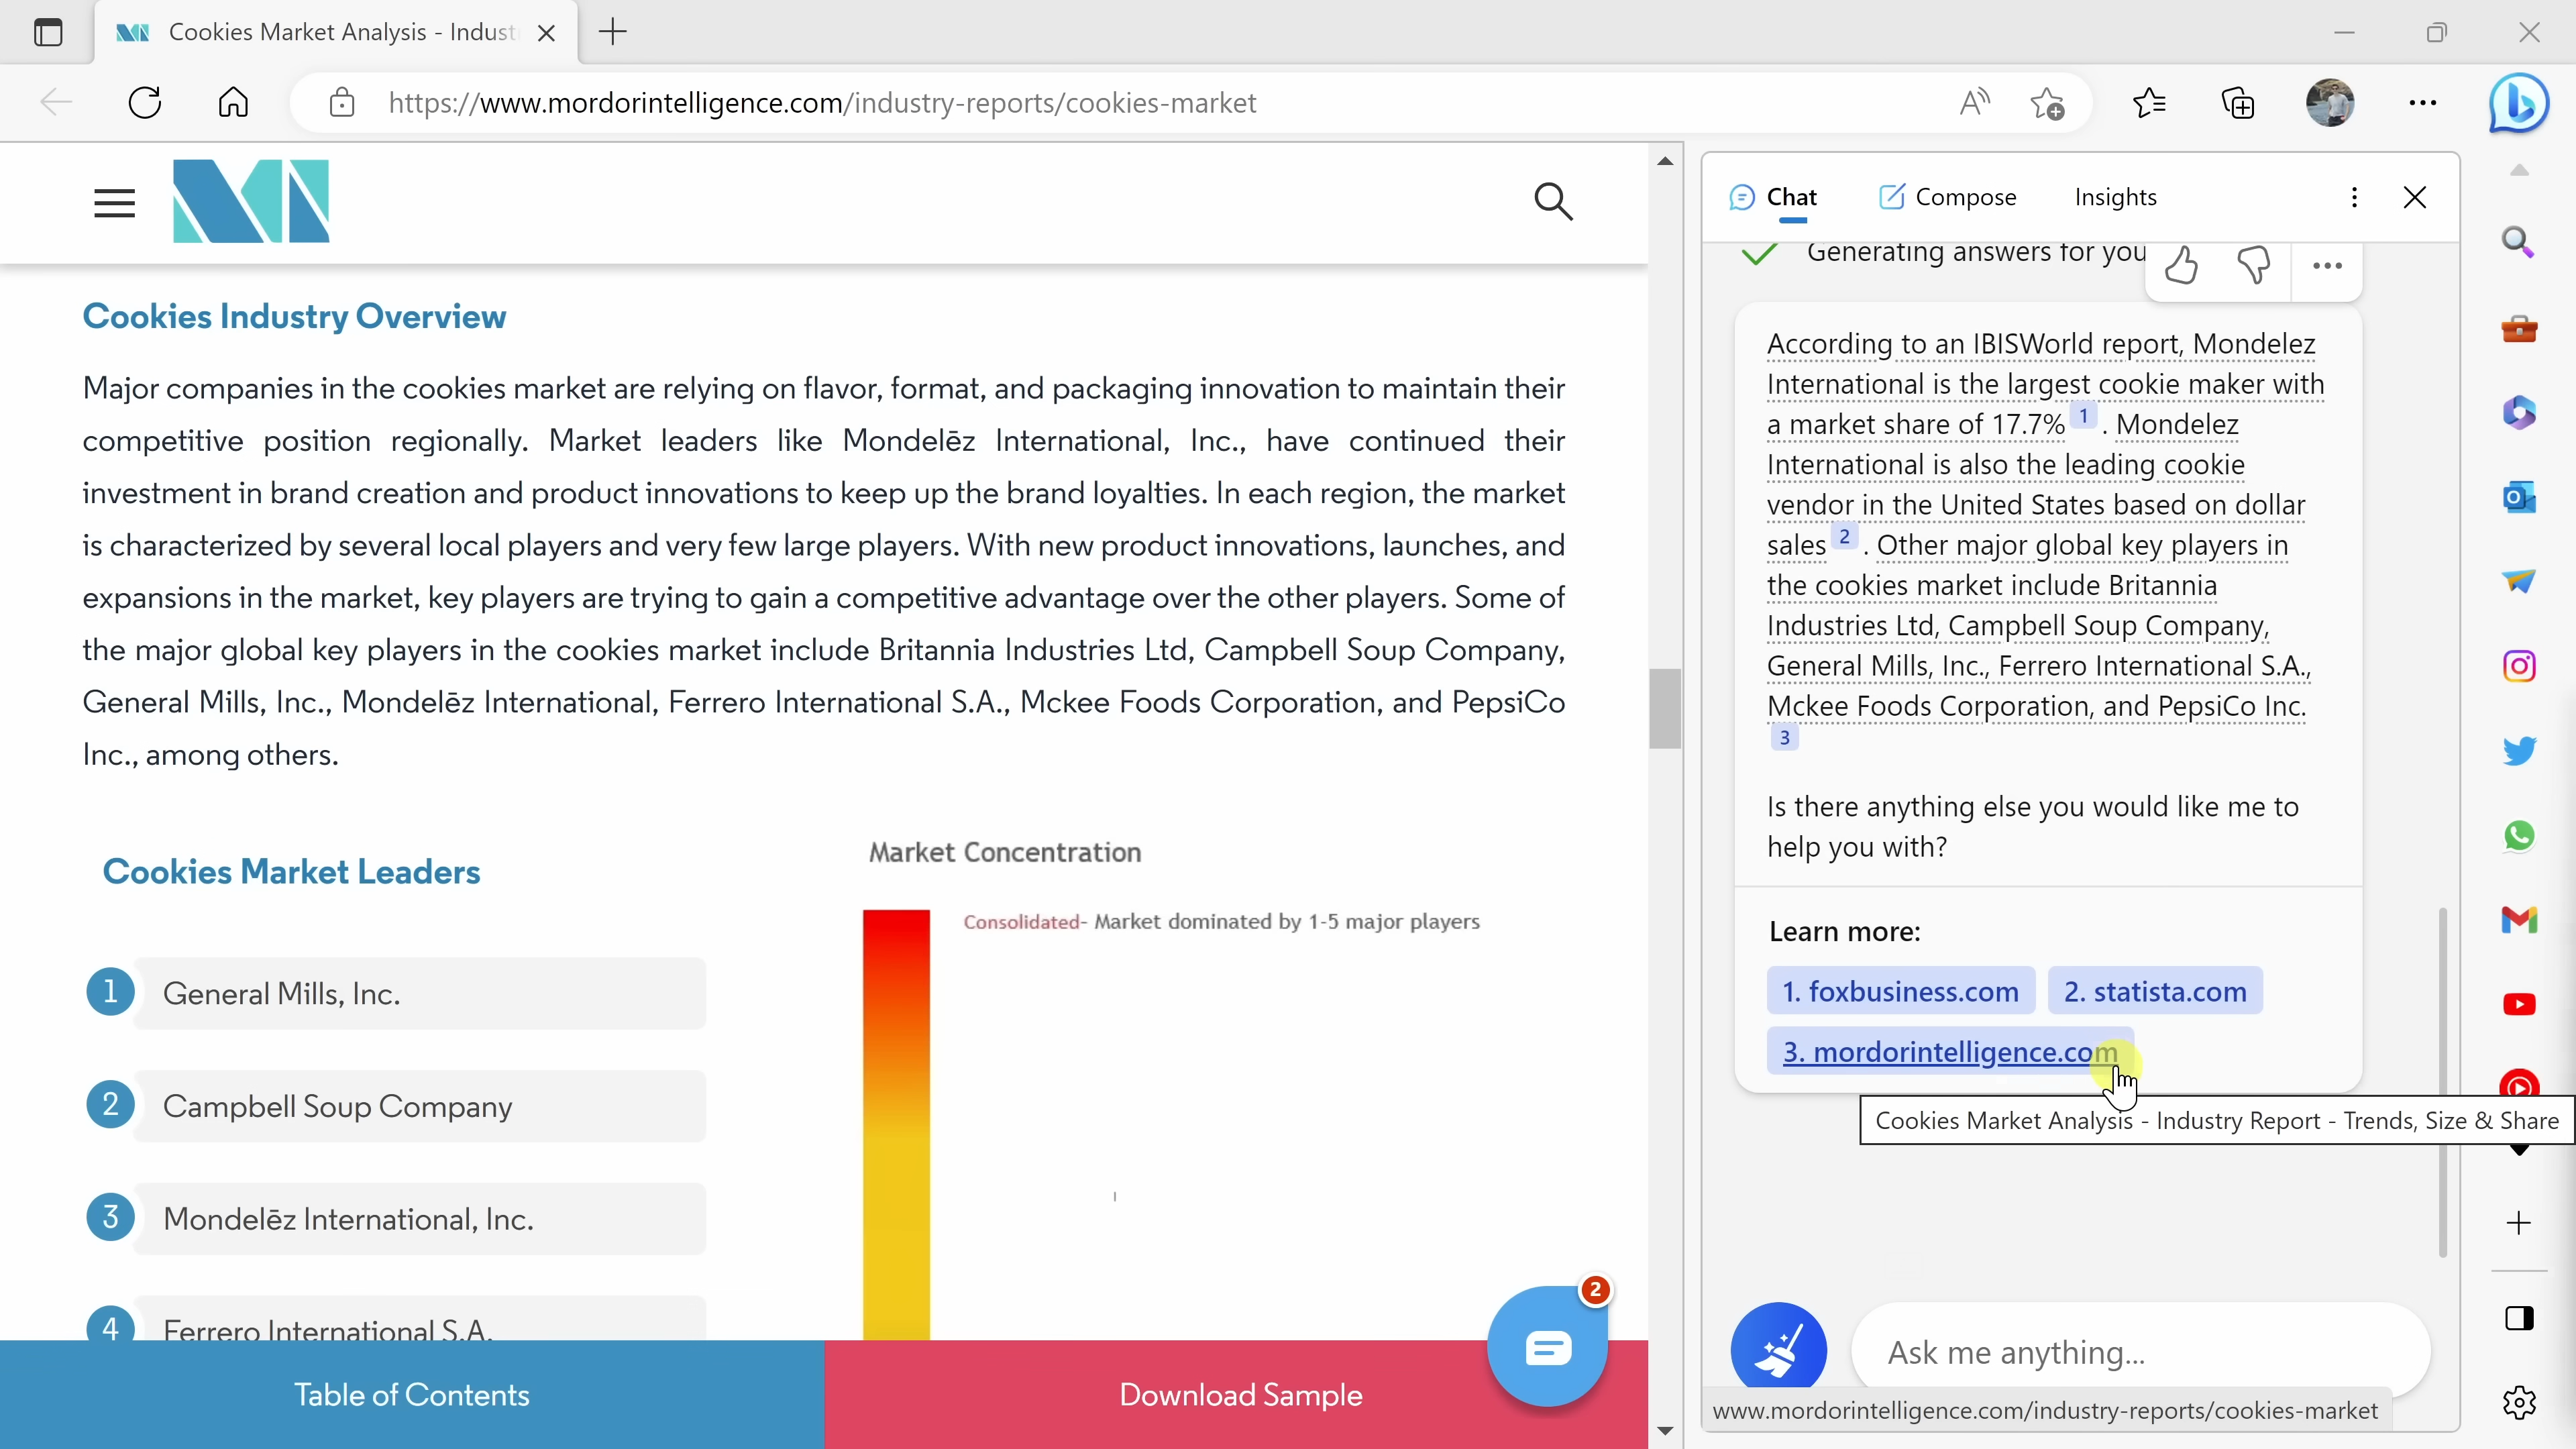 Cookies Market Analysis - Indust
https://www.mordorintelligence.com/industry-reports/cookies-market
Cookies Industry Overview
Major companies in the cookies market are relying on flavor, format, and packaging innovation to maintain their
competitive position regionally. Market leaders like Mondelēz International, Inc., have continued their
investment in brand creation and product innovations to keep up the brand loyalties. In each region, the market
is characterized by several local players and very few large players. With new product innovations, launches, and
expansions in the market, key players are trying to gain a competitive advantage over the other players. Some of
the major global key players in the cookies market include Britannia Industries Ltd, Campbell Soup Company,
General Mills, Inc., Mondelēz International, Ferrero International S.A., Mckee Foods Corporation, and PepsiCo
Inc., among others.
Cookies Market Leaders
1 General Mills, Inc.
2 Campbell Soup Company
3 Mondelēz International, Inc.
4 Ferrero International S.A.
Market Concentration
Consolidated- Market dominated by 1-5 major players
2
Table of Contents
Download Sample
Chat
Compose
Insights
Generating answers for you
According to an IBISWorld report, Mondelez
International is the largest cookie maker with
a market share of 17.7% 1 . Mondelez
International is also the leading cookie
vendor in the United States based on dollar
sales 2 . Other major global key players in
the cookies market include Britannia
Industries Ltd, Campbell Soup Company,
General Mills, Inc., Ferrero International S.A.,
Mckee Foods Corporation, and PepsiCo Inc.
3
Is there anything else you would like me to
help you with?
Learn more:
1. foxbusiness.com 2. statista.com
3. mordorintelligence.com
Cookies Market Analysis - Industry Report - Trends, Size & Share
Ask me anything...
www.mordorintelligence.com/industry-reports/cookies-market